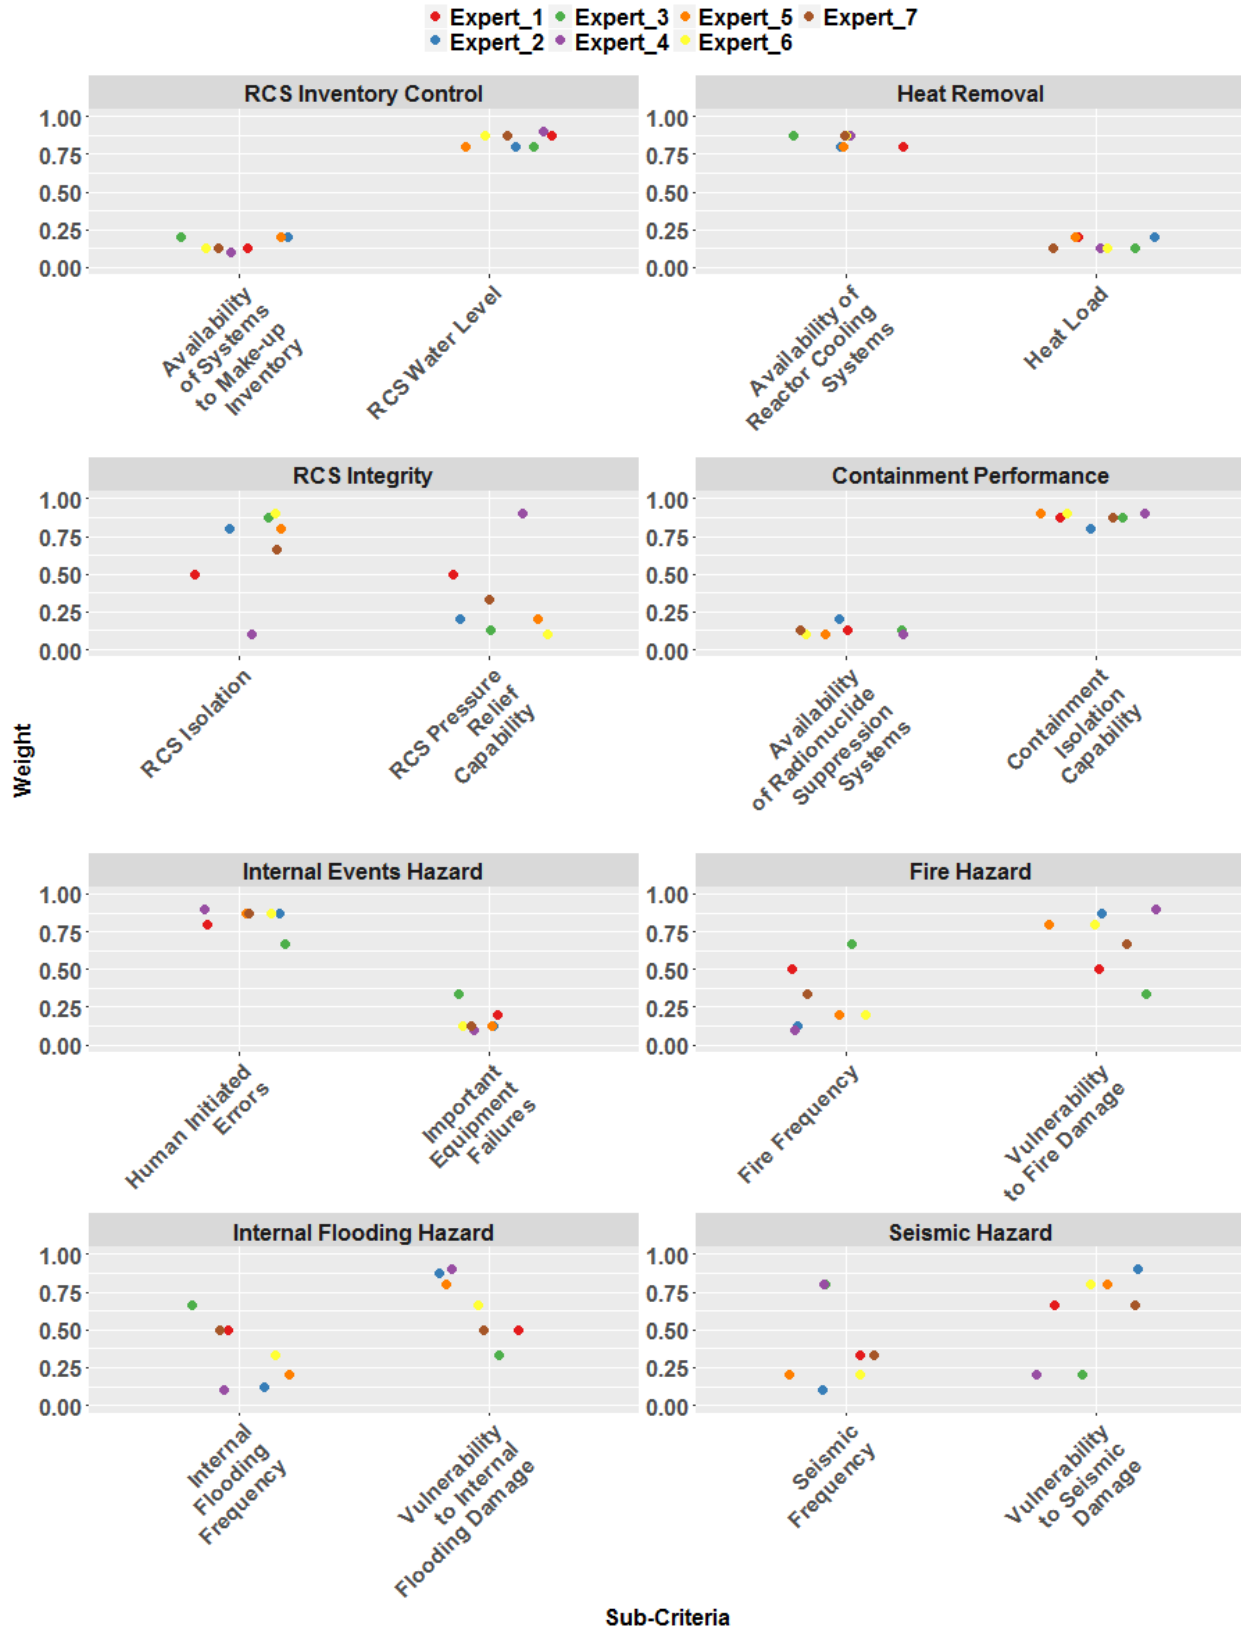 Expert_1 Expert_3 Expert_5 Expert_7
Expert_2 Expert_4 Expert_6
RCS Inventory Control
1.00
0.75
0.50
0.25
0.00
Availability
of Systems
to Make-up
Inventory
RCS Water Level
Heat Removal
1.00
0.75
0.50
0.25
0.00
Availability of
Reactor Cooling
Systems
Heat Load
RCS Integrity
1.00
0.75
0.50
0.25
0.00
RCS Isolation
RCS Pressure
Relief
Capability
Containment Performance
1.00
0.75
0.50
0.25
0.00
Availability
of Radionuclide
Suppression
Systems
Containment
Isolation
Capability
Weight
Internal Events Hazard
1.00
0.75
0.50
0.25
0.00
Human Initiated
Errors
Important
Equipment
Failures
Fire Hazard
1.00
0.75
0.50
0.25
0.00
Fire Frequency
Vulnerability
to Fire Damage
Internal Flooding Hazard
1.00
0.75
0.50
0.25
0.00
Internal
Flooding
Frequency
Vulnerability
to Internal
Flooding Damage
Seismic Hazard
1.00
0.75
0.50
0.25
0.00
Seismic
Frequency
Vulnerability
to Seismic
Damage
Sub-Criteria